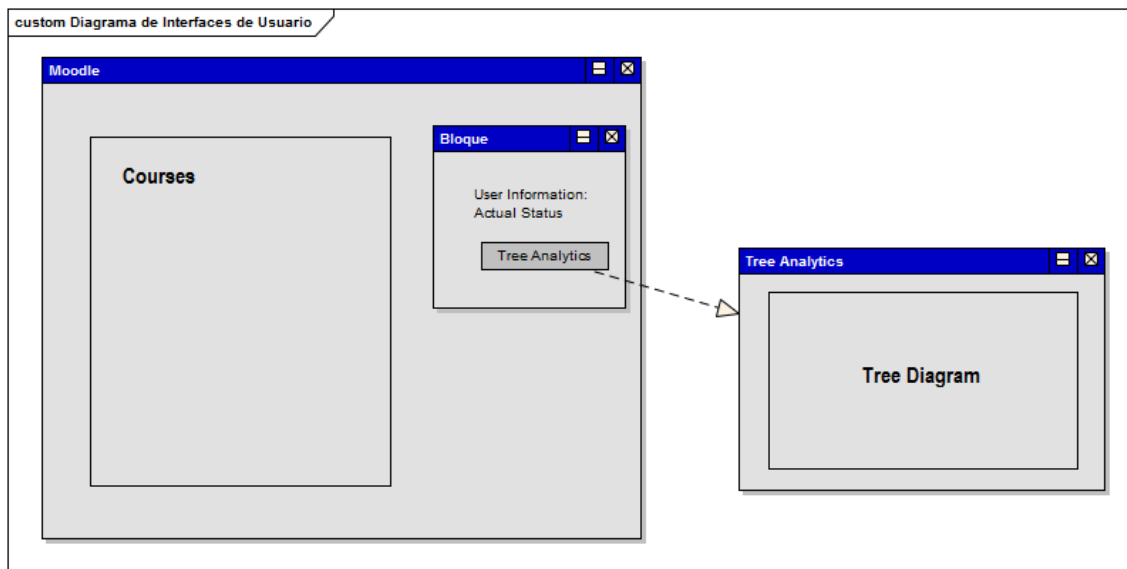 custom Diagrama de Interfaces de Usuario
Moodle
Courses
Bloque
User Information:
Actual Status
Tree Analytics
Tree Analytics
Tree Diagram